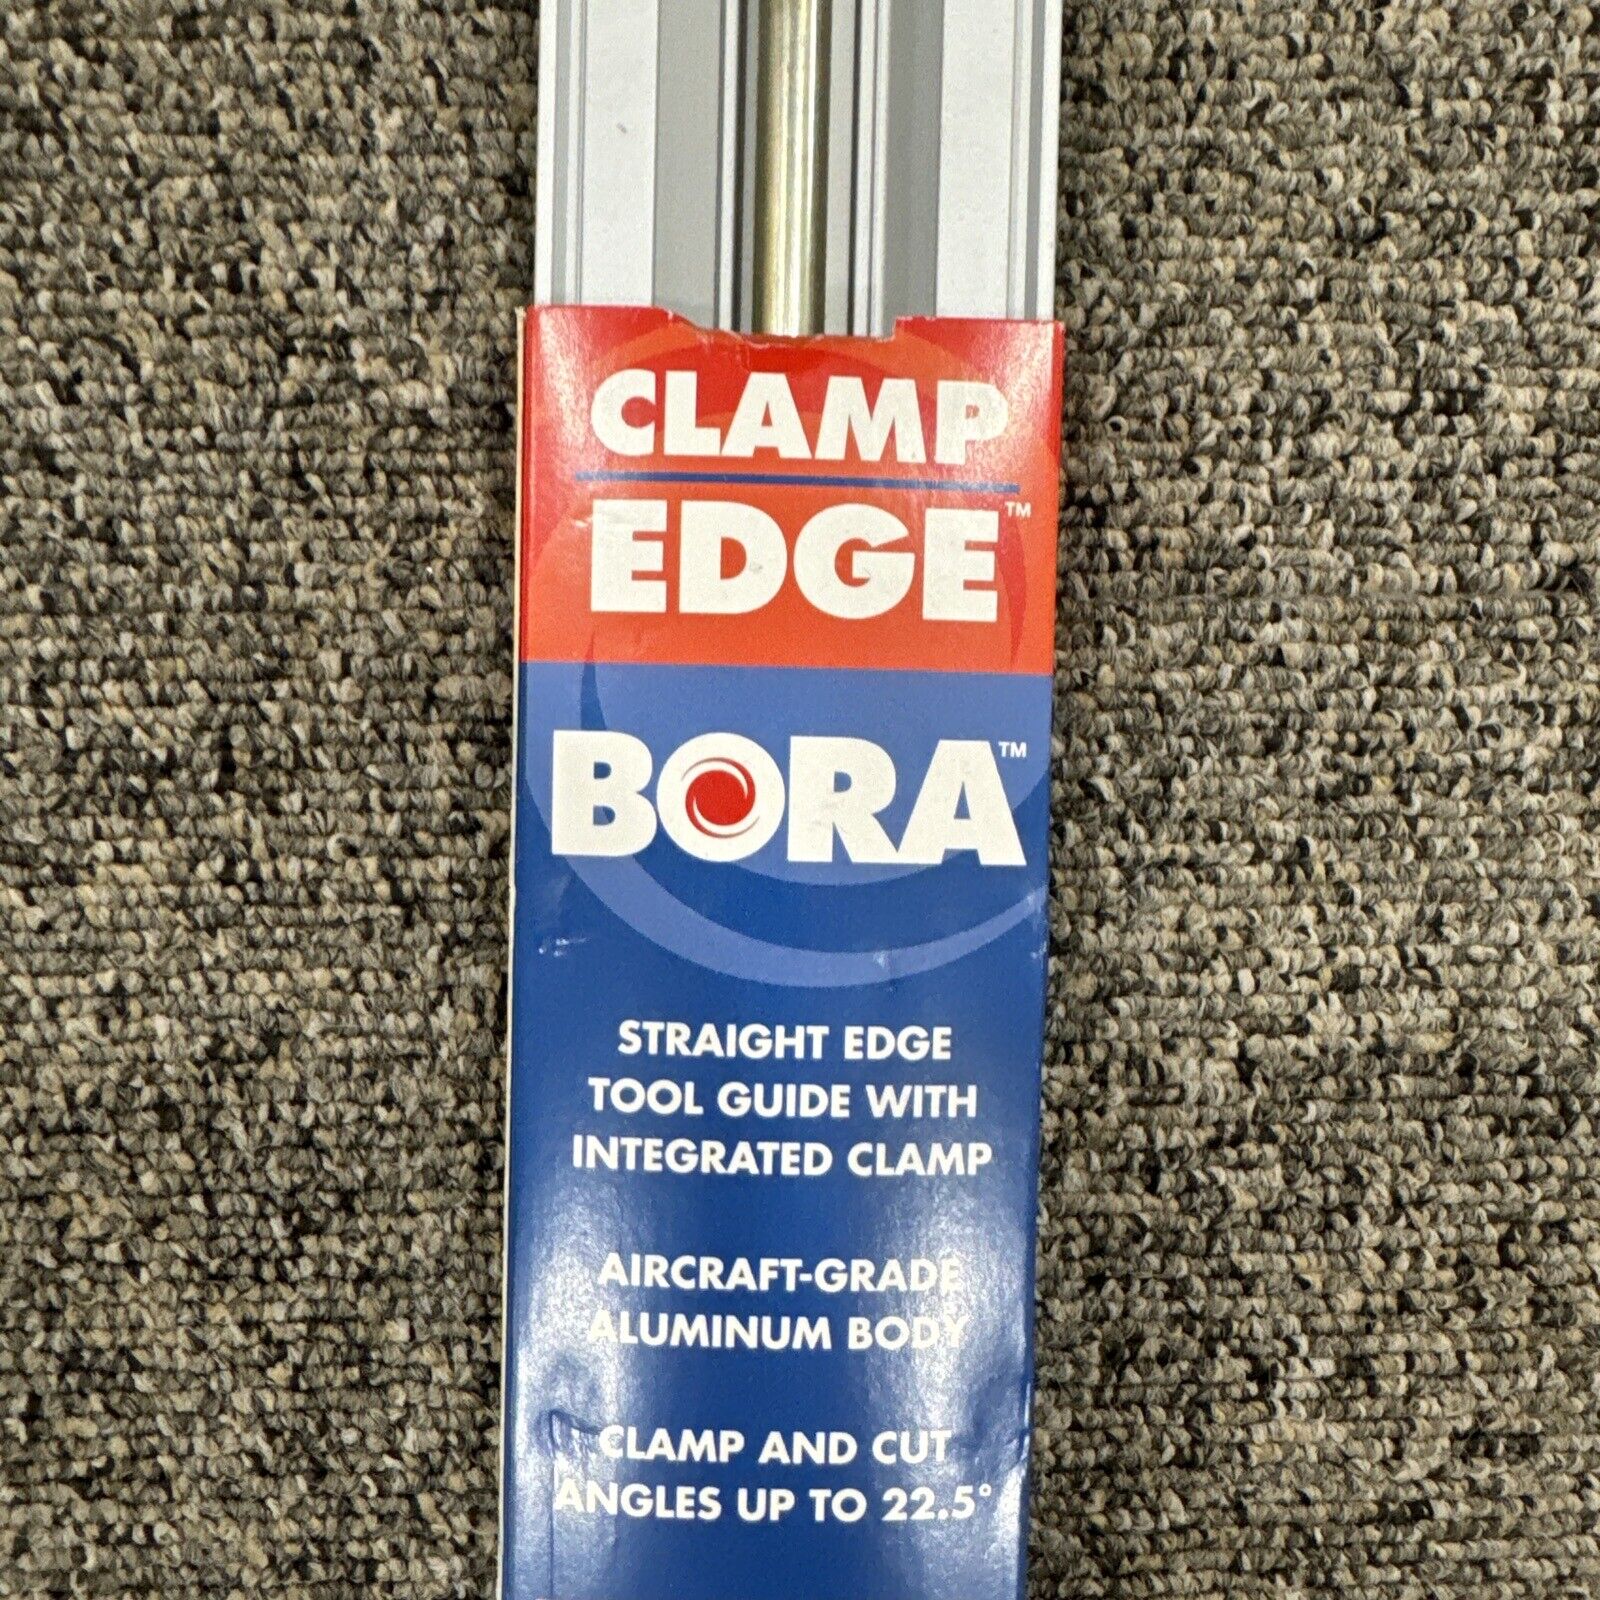 CLAMP
EDGE™
BORA™
STRAIGHT EDGE
TOOL GUIDE WITH
INTEGRATED CLAMP
AIRCRAFT-GRADE
ALUMINUM BODY
CLAMP AND CUT
ANGLES UP TO 22.5°